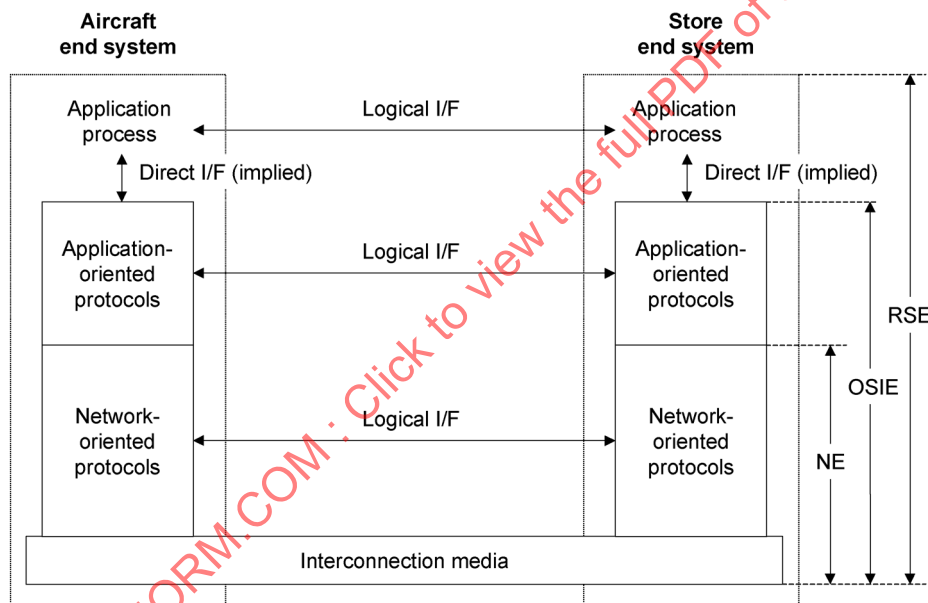 Aircraft
end system
Store
end system
Application
process
Logical I/F
Application
process
Direct I/F (implied)
Direct I/F (implied)
Application-
oriented
protocols
Logical I/F
Application-
oriented
protocols
RSE
OSIE
Network-
oriented
protocols
Logical I/F
Network-
oriented
protocols
NE
Interconnection media
ORM.COM : Click to view the full PDF of